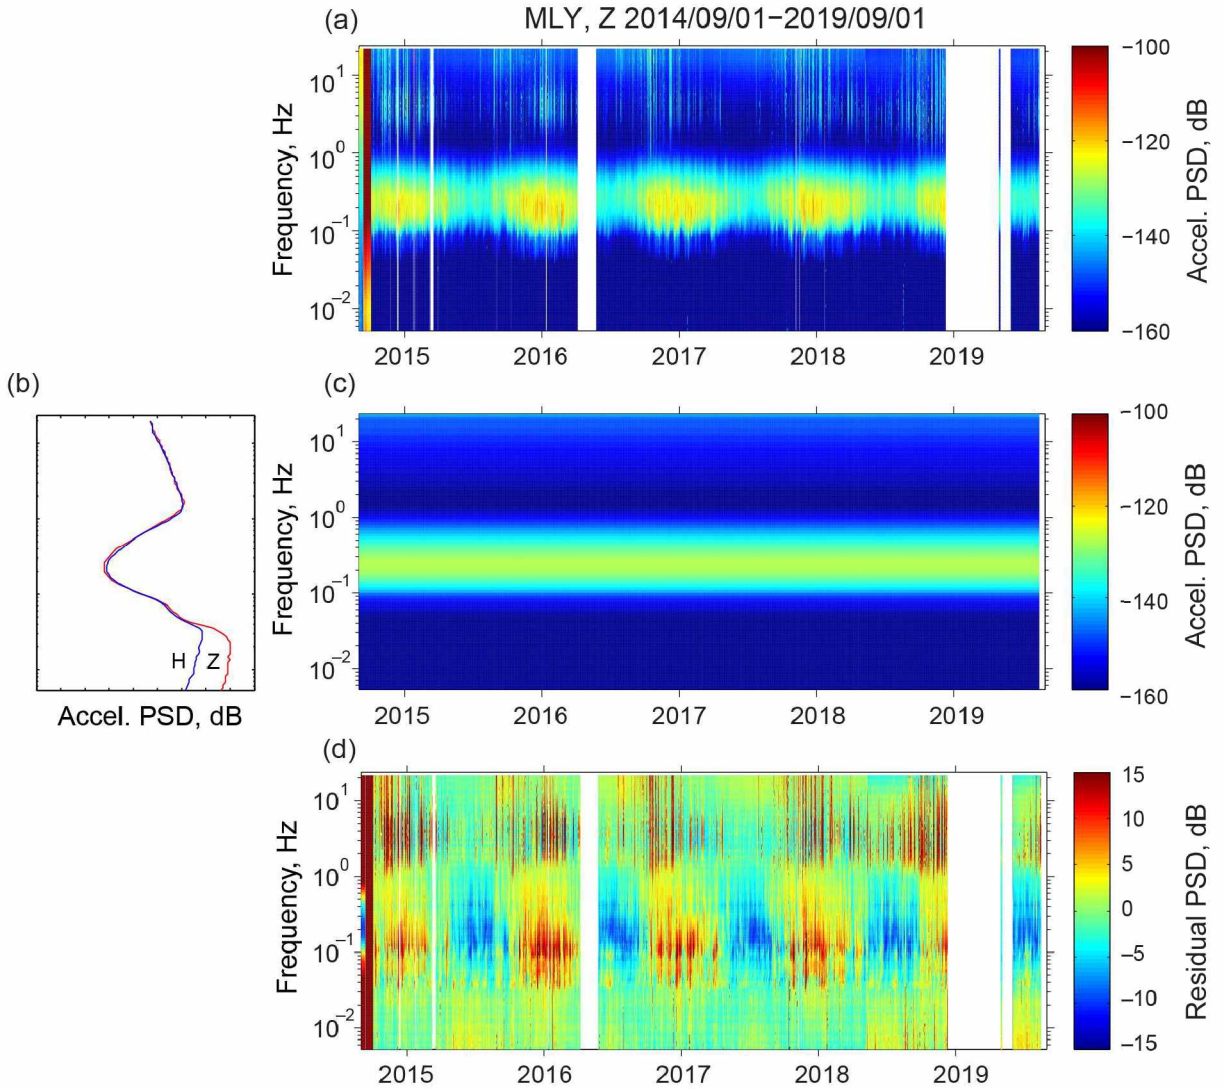 (a)
MLY, Z 2014/09/01−2019/09/01
Frequency, Hz
10¹
10⁰
10⁻¹
10⁻²
2015 2016 2017 2018 2019
−100
−120
−140
−160
Accel. PSD, dB
(b)
H Z
Accel. PSD, dB
(c)
Frequency, Hz
10¹
10⁰
10⁻¹
10⁻²
2015 2016 2017 2018 2019
−100
−120
−140
−160
Accel. PSD, dB
(d)
Frequency, Hz
10¹
10⁰
10⁻¹
10⁻²
2015 2016 2017 2018 2019
15
10
5
0
−5
−10
−15
Residual PSD, dB